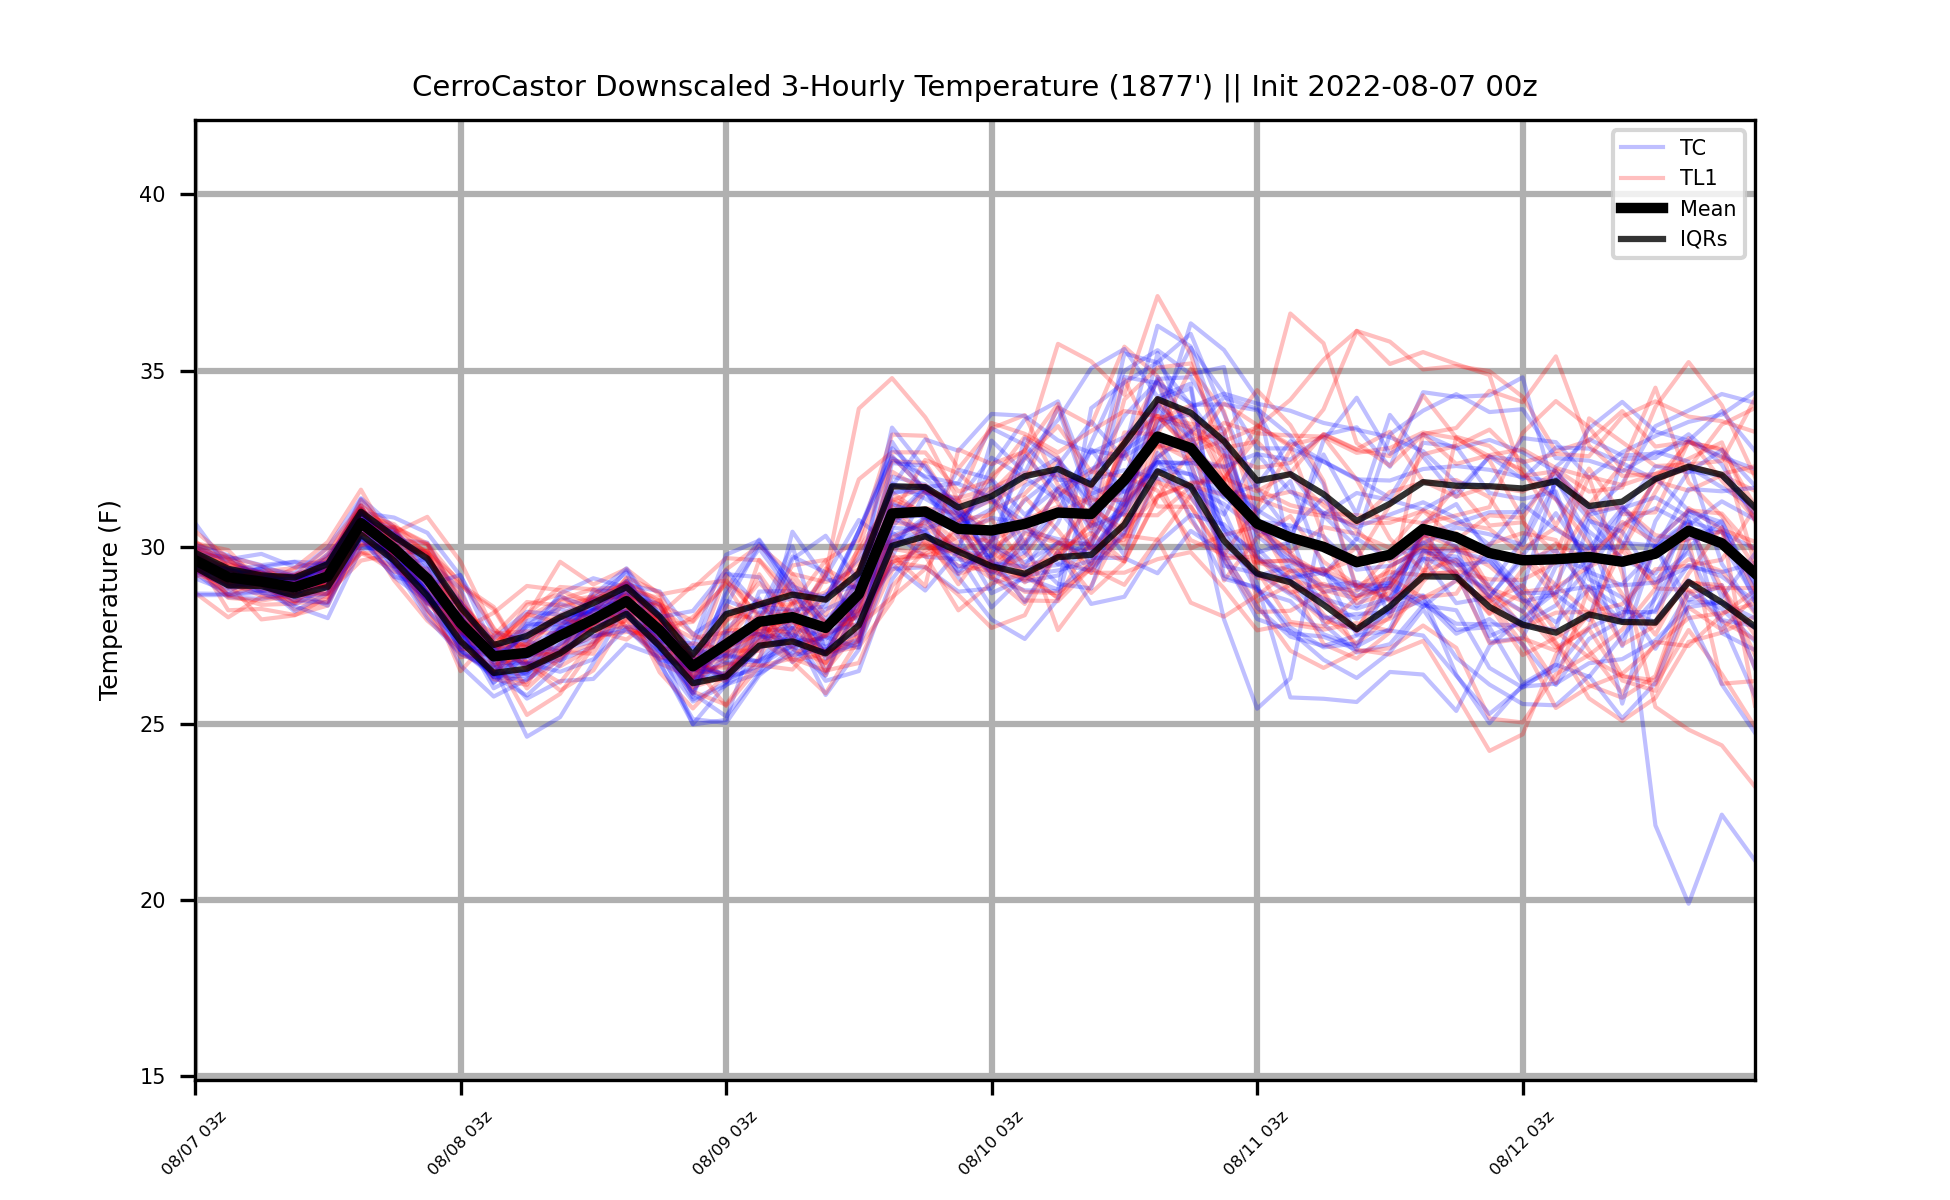 CerroCastor Downscaled 3-Hourly Temperature (1877') || Init 2022-08-07 00z
TC
TL1
Mean
IQRs
Temperature (F)
40
35
30
25
20
15
08/07 03z
08/08 03z
08/09 03z
08/10 03z
08/11 03z
08/12 03z